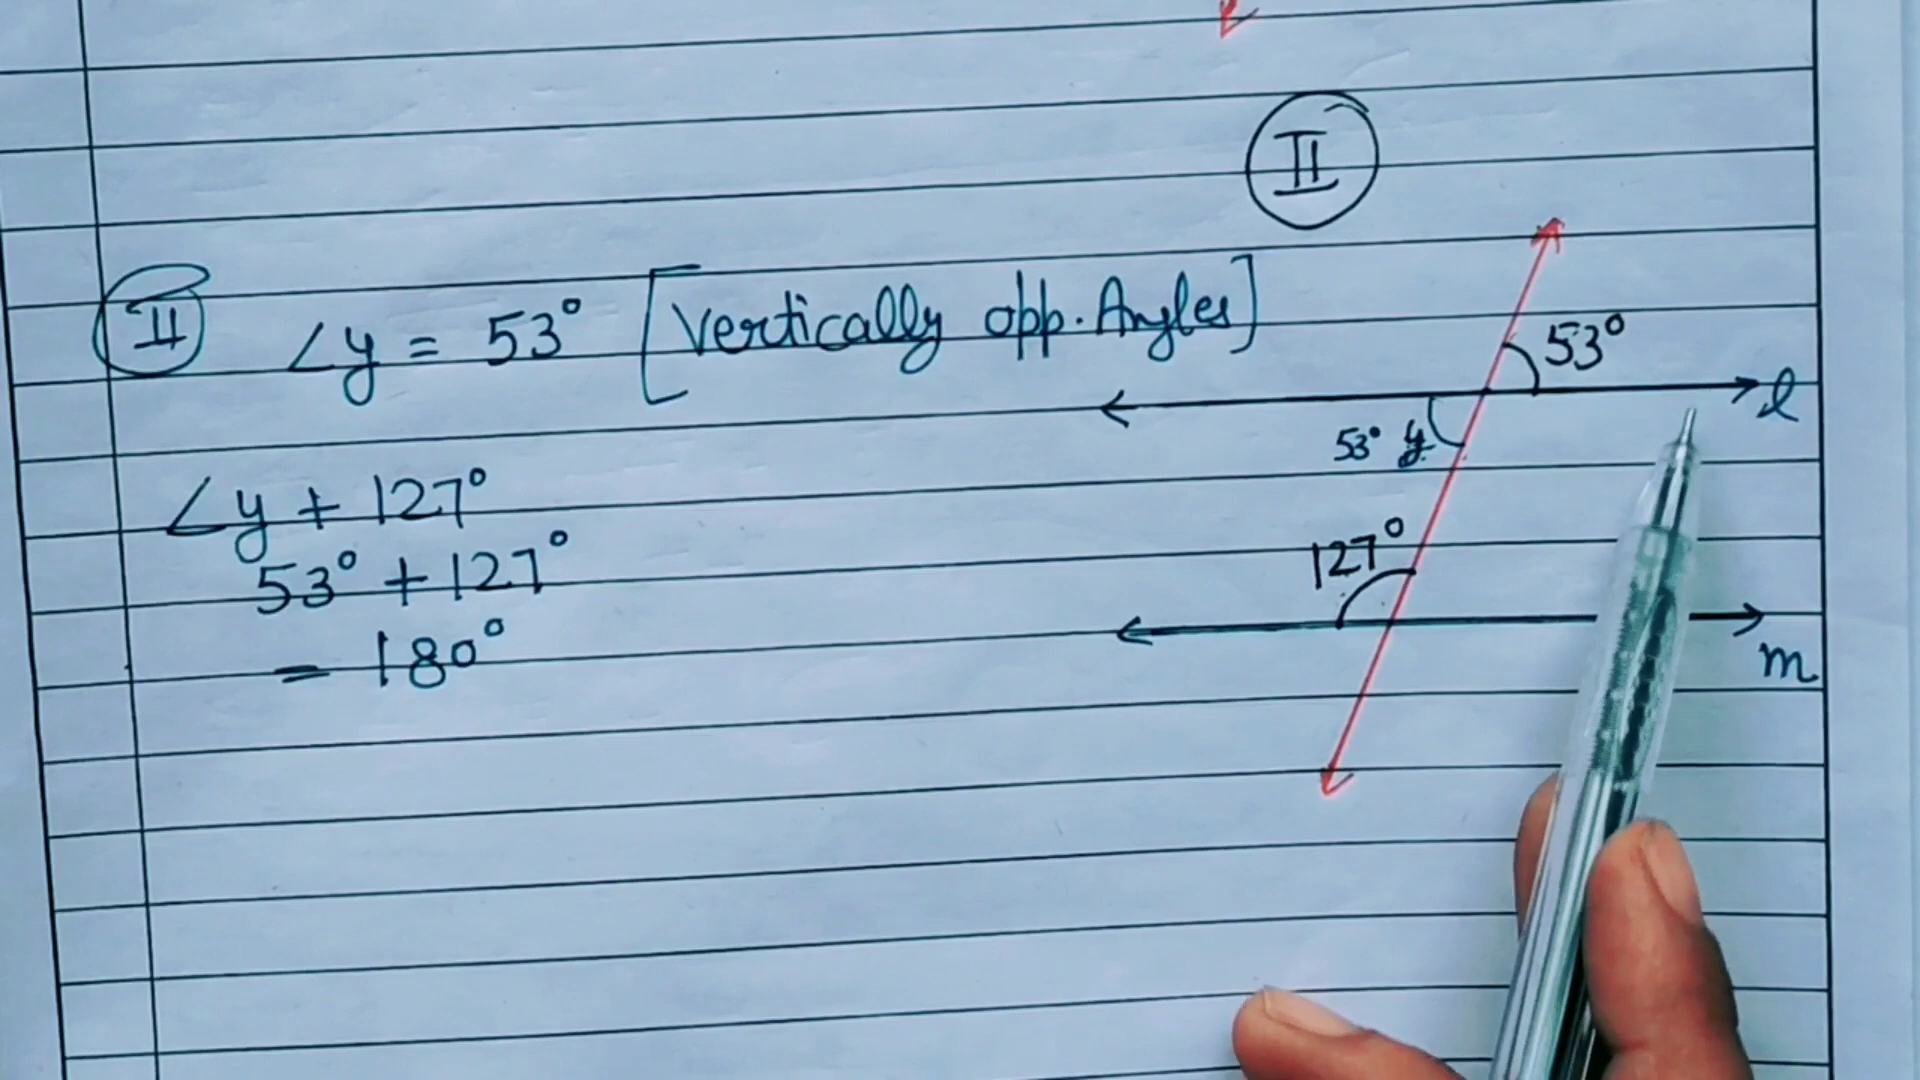 II
II ∠y = 53° [Vertically opp. Angles]
53°
l
53° y
∠y + 127°
127°
53° + 127°
= 180°
m